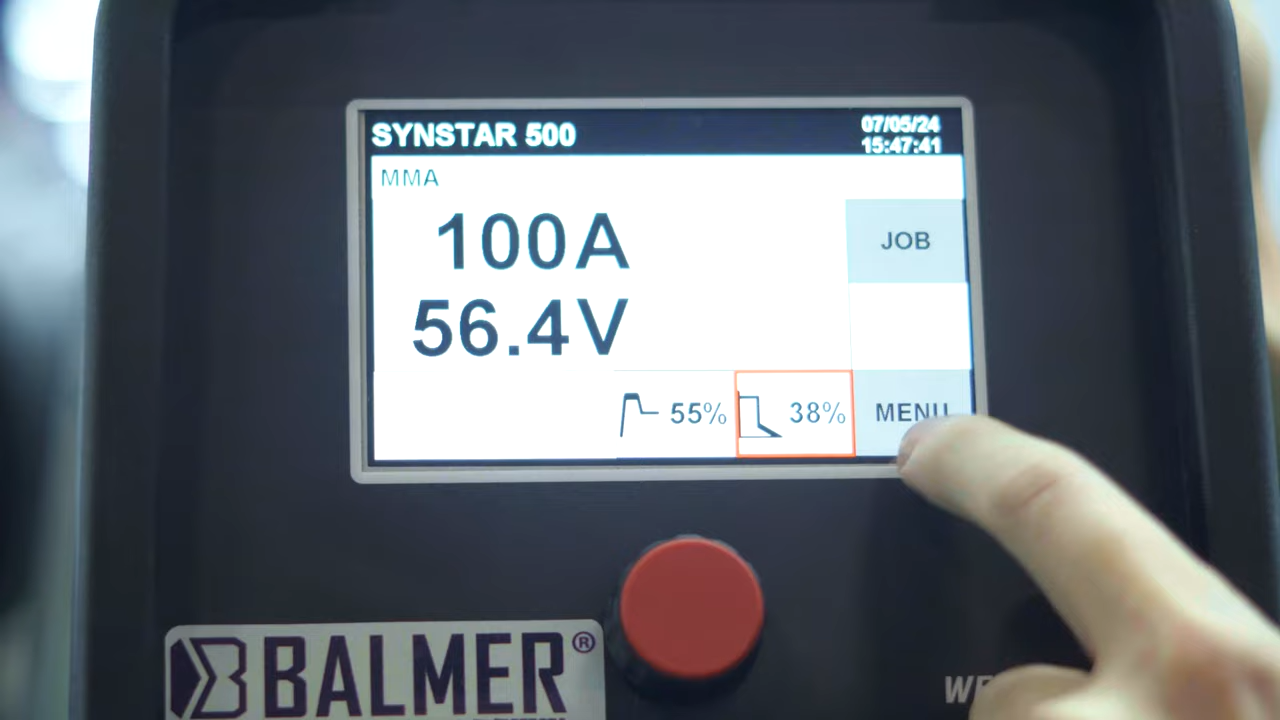 SYNSTAR 500
07/05/24
15:47:41
MMA
100A
JOB
56.4V
55%
38%
MENU
BALMER®